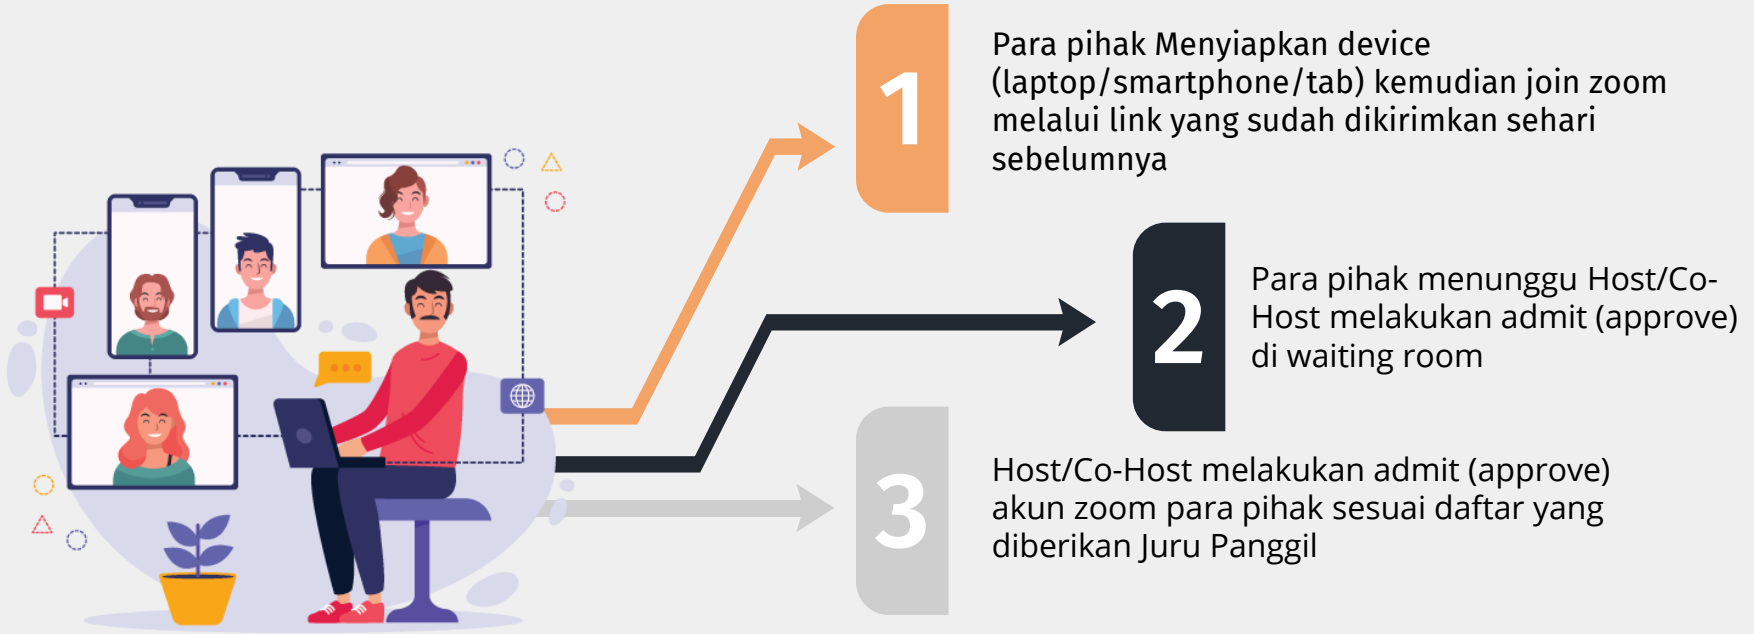 1
Para pihak Menyiapkan device
(laptop/smartphone/tab) kemudian join zoom
melalui link yang sudah dikirimkan sehari
sebelumnya
2
Para pihak menunggu Host/Co-
Host melakukan admit (approve)
di waiting room
3
Host/Co-Host melakukan admit (approve)
akun zoom para pihak sesuai daftar yang
diberikan Juru Panggil